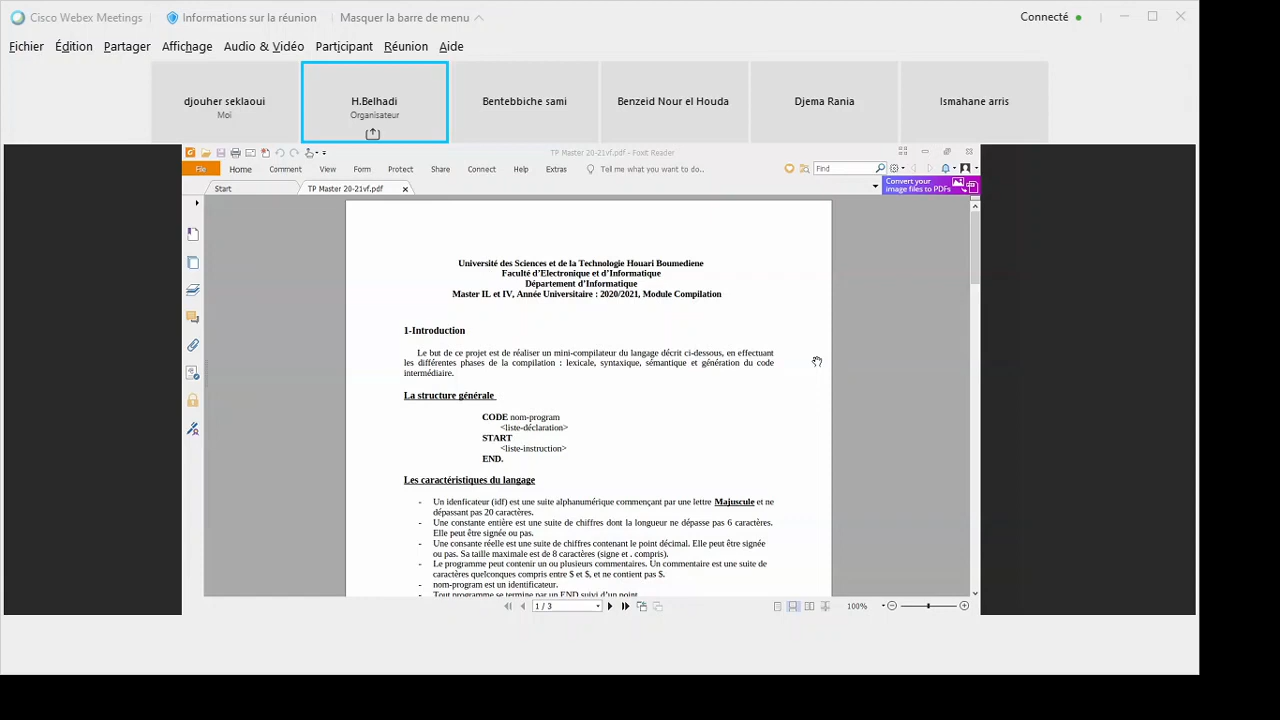 Cisco Webex Meetings Informations sur la réunion Masquer la barre de menu Connecté
Fichier Édition Partager Affichage Audio & Vidéo Participant Réunion Aide
djouher seklaoui
Moi
H.Belhadi
Organisateur
Bentebbiche sami
Benzeid Nour el Houda
Djema Rania
Ismahane arris
TP Master 20-21vf.pdf - Foxit Reader
File Home Comment View Form Protect Share Connect Help Extras Tell me what you want to do.. Find
Start TP Master 20-21vf.pdf
Convert your
image files to PDFs
Université des Sciences et de la Technologie Houari Boumediene
Faculté d'Electronique et d'Informatique
Département d'Informatique
Master IL et IV, Année Universitaire : 2020/2021, Module Compilation
1-Introduction
Le but de ce projet est de réaliser un mini-compilateur du langage décrit ci-dessous, en effectuant
les différentes phases de la compilation : lexicale, syntaxique, sémantique et génération du code
intermédiaire.
La structure générale
CODE nom-program
<liste-déclaration>
START
<liste-instruction>
END.
Les caractéristiques du langage
- Un idenficateur (idf) est une suite alphanumérique commençant par une lettre Majuscule et ne
dépassant pas 20 caractères.
- Une constante entière est une suite de chiffres dont la longueur ne dépasse pas 6 caractères.
Elle peut être signée ou pas.
- Une consante réelle est une suite de chiffres contenant le point décimal. Elle peut être signée
ou pas. Sa taille maximale est de 8 caractères (signe et . compris).
- Le programme peut contenir un ou plusieurs commentaires. Un commentaire est une suite de
caractères quelconques compris entre $ et $, et ne contient pas $.
- nom-program est un identificateur.
- Tout programme se termine par un END suivi d'un point
1 / 3 100%